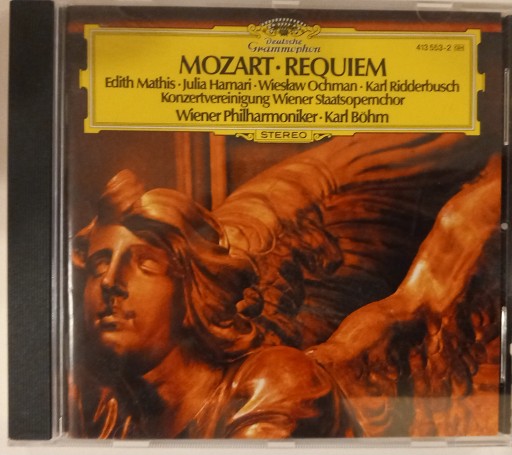 Deutsche
Grammophon
413 553-2 GH
MOZART · REQUIEM
Edith Mathis · Julia Hamari · Wiesław Ochman · Karl Ridderbusch
Konzertvereinigung Wiener Staatsopernchor
Wiener Philharmoniker · Karl Böhm
STEREO